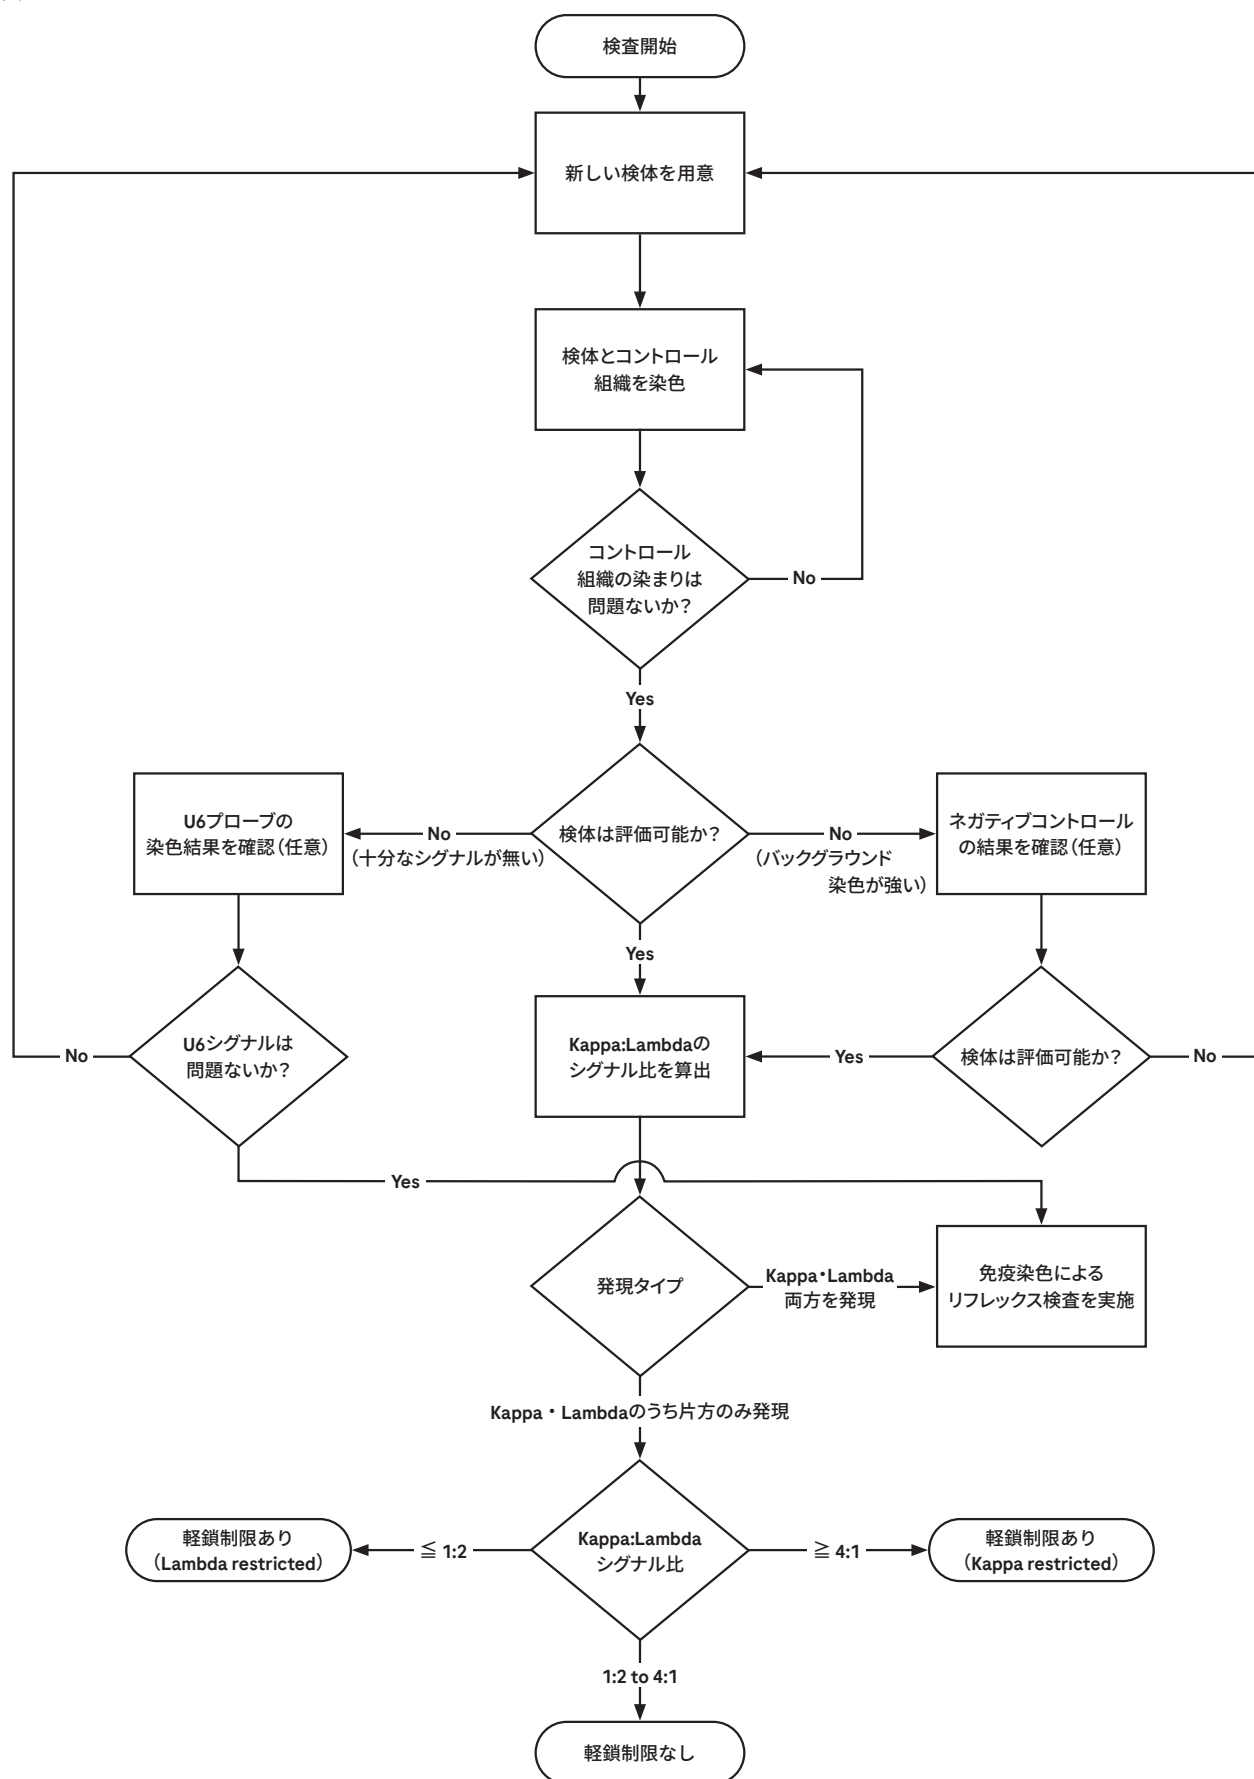 検査開始
新しい検体を用意
検体とコントロール
組織を染色
コントロール
組織の染まりは
問題ないか？
No
Yes
U6プローブの
染色結果を確認（任意）
No
（十分なシグナルが無い）
検体は評価可能か？
No
（バックグラウンド
染色が強い）
ネガティブコントロール
の結果を確認（任意）
Yes
No
U6シグナルは
問題ないか？
Kappa:Lambdaの
シグナル比を算出
Yes
検体は評価可能か？
No
Yes
発現タイプ
Kappa・Lambda
両方を発現
免疫染色による
リフレックス検査を実施
Kappa・Lambdaのうち片方のみ発現
軽鎖制限あり
（Lambda restricted）
≦ 1:2
Kappa:Lambda
シグナル比
≧ 4:1
軽鎖制限あり
（Kappa restricted）
1:2 to 4:1
軽鎖制限なし